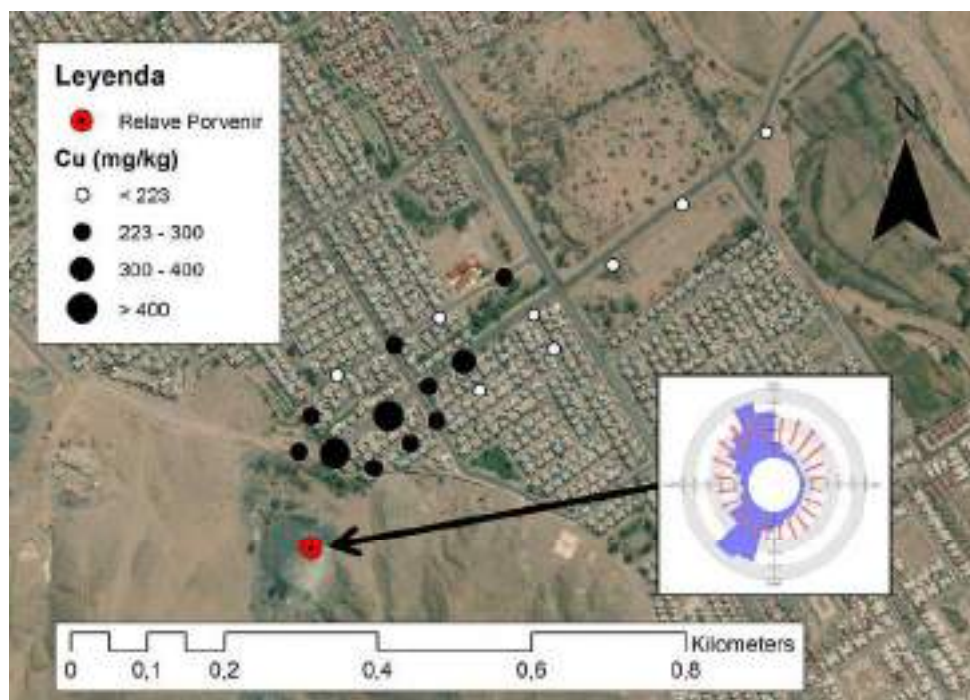 Leyenda
Relave Porvenir
Cu (mg/kg)
< 223
223 - 300
300 - 400
> 400
N
Kilometers
0
0,1
0,2
0,4
0,6
0,8